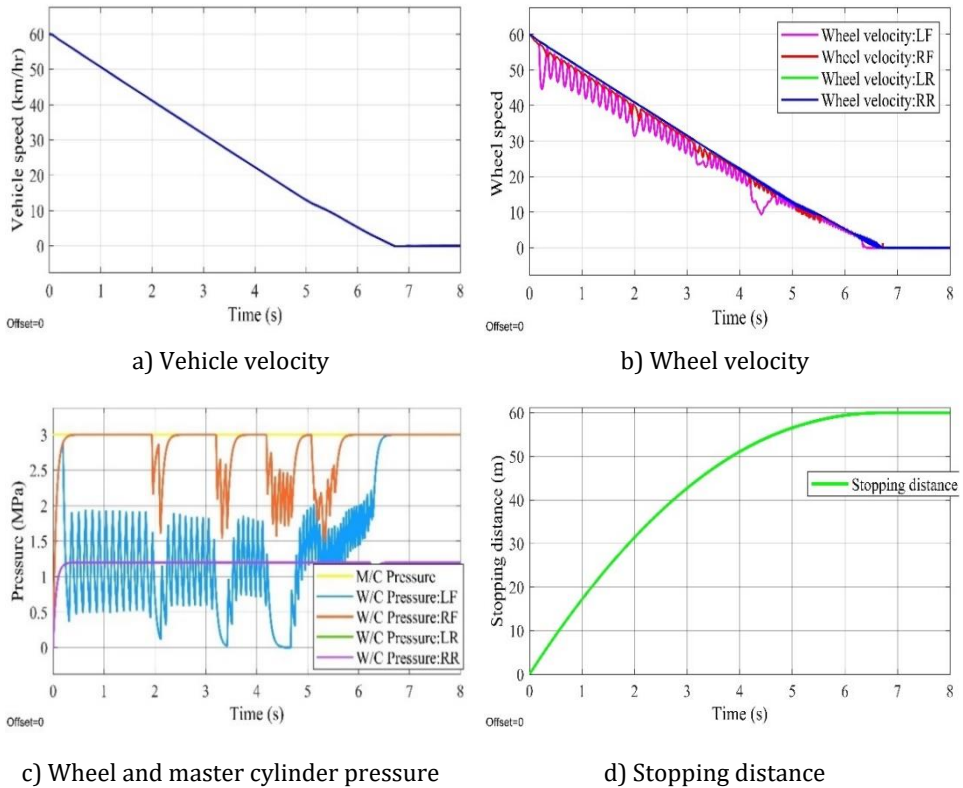 60
50
40
30
20
10
0
Vehicle speed (km/hr)
0 1 2 3 4 5 6 7 8
Time (s)
Offset=0
a) Vehicle velocity
60
50
40
30
20
10
0
Wheel speed
Wheel velocity:LF
Wheel velocity:RF
Wheel velocity:LR
Wheel velocity:RR
0 1 2 3 4 5 6 7 8
Time (s)
Offset=0
b) Wheel velocity
3
2.5
2
1.5
1
0.5
0
Pressure (MPa)
M/C Pressure
W/C Pressure:LF
W/C Pressure:RF
W/C Pressure:LR
W/C Pressure:RR
0 1 2 3 4 5 6 7 8
Time (s)
Offset=0
c) Wheel and master cylinder pressure
60
50
40
30
20
10
0
Stopping distance (m)
Stopping distance
0 1 2 3 4 5 6 7 8
Time (s)
Offset=0
d) Stopping distance